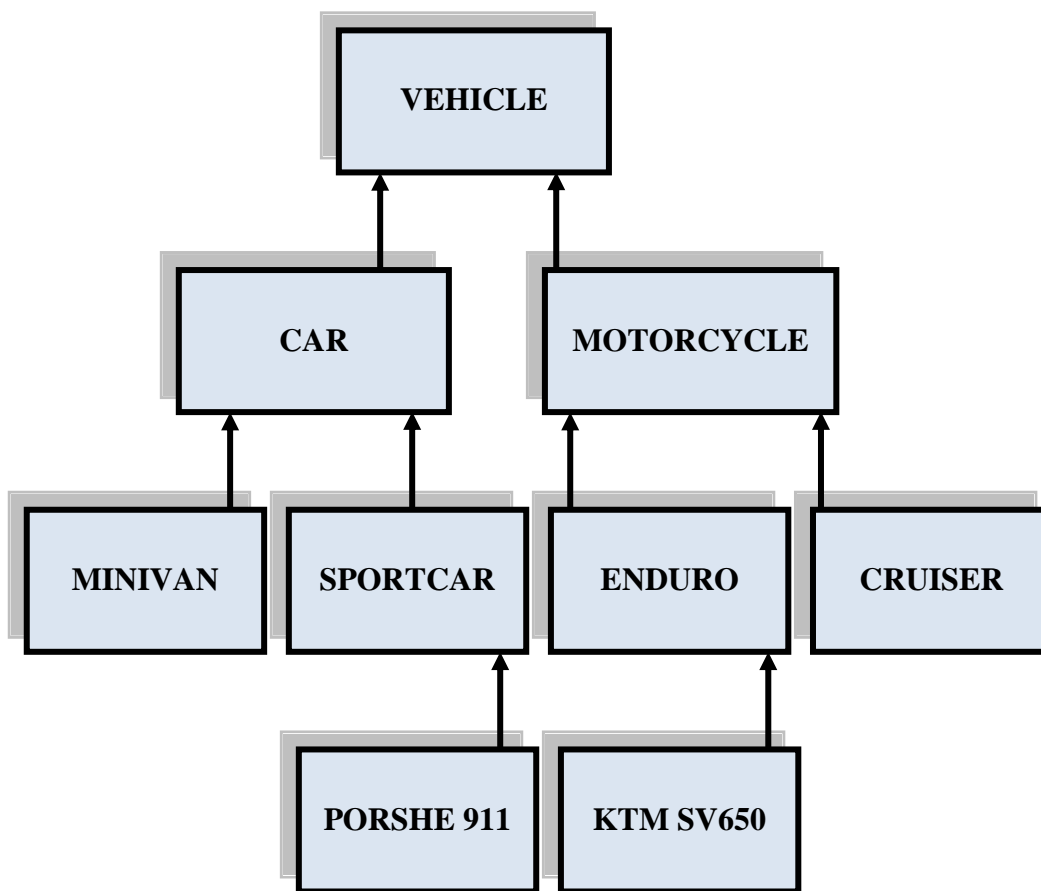 VEHICLE
CAR
MOTORCYCLE
MINIVAN
SPORTCAR
ENDURO
CRUISER
PORSHE 911
KTM SV650